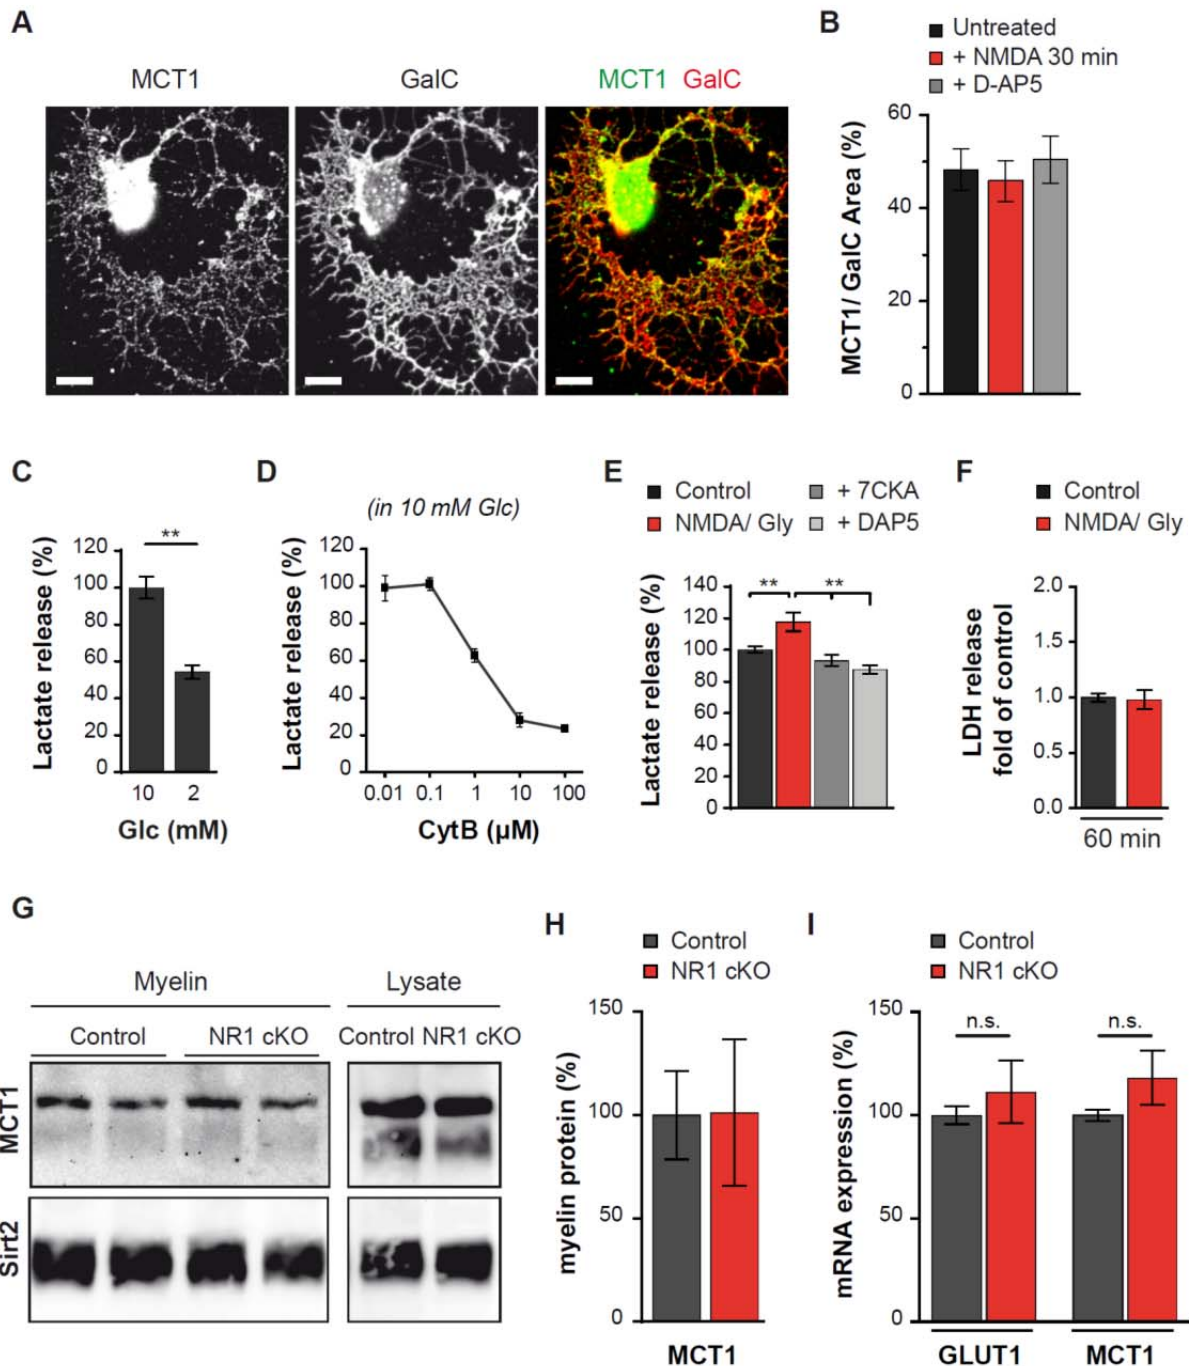 A
MCT1
GalC
MCT1 GalC
B
Untreated
+ NMDA 30 min
+ D-AP5
MCT1/ GalC Area (%)
60
40
20
0
C
**
Lactate release (%)
120
100
80
60
40
20
0
10 2
Glc (mM)
D
(in 10 mM Glc)
Lactate release (%)
120
100
80
60
40
20
0
0.01 0.1 1 10 100
CytB (µM)
E
Control
NMDA/ Gly
+ 7CKA
+ DAP5
** **
Lactate release (%)
140
120
100
80
60
40
20
0
F
Control
NMDA/ Gly
LDH release
fold of control
2.0
1.5
1.0
0.5
0.0
60 min
G
Myelin Lysate
Control NR1 cKO Control NR1 cKO
MCT1
Sirt2
H
Control
NR1 cKO
myelin protein (%)
150
100
50
0
MCT1
I
Control
NR1 cKO
n.s. n.s.
mRNA expression (%)
150
100
50
0
GLUT1 MCT1